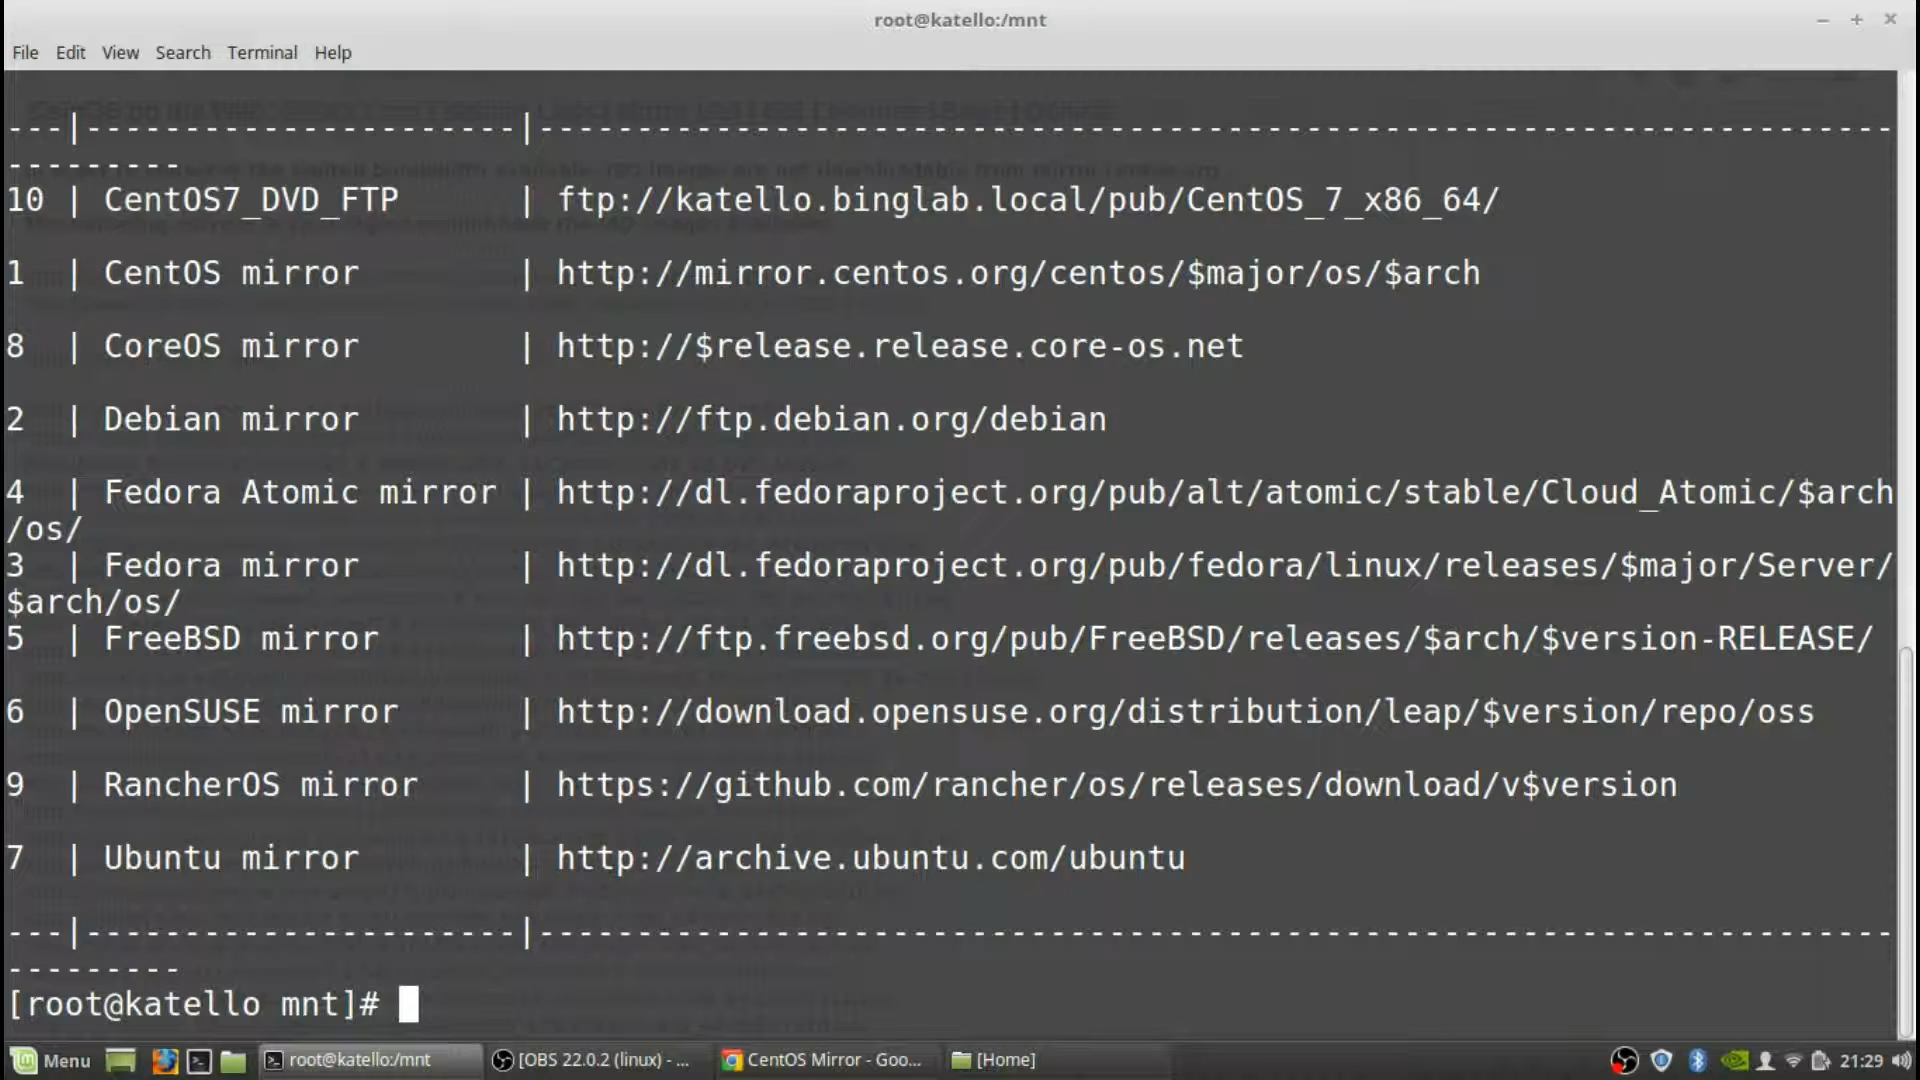 root@katello:/mnt
File Edit View Search Terminal Help
---|----------------------|---------------------------------------------------------------------
---------
10 | CentOS7_DVD_FTP | ftp://katello.binglab.local/pub/CentOS_7_x86_64/
1 | CentOS mirror | http://mirror.centos.org/centos/$major/os/$arch
8 | CoreOS mirror | http://$release.release.core-os.net
2 | Debian mirror | http://ftp.debian.org/debian
4 | Fedora Atomic mirror | http://dl.fedoraproject.org/pub/alt/atomic/stable/Cloud_Atomic/$arch
/os/
3 | Fedora mirror | http://dl.fedoraproject.org/pub/fedora/linux/releases/$major/Server/
$arch/os/
5 | FreeBSD mirror | http://ftp.freebsd.org/pub/FreeBSD/releases/$arch/$version-RELEASE/
6 | OpenSUSE mirror | http://download.opensuse.org/distribution/leap/$version/repo/oss
9 | RancherOS mirror | https://github.com/rancher/os/releases/download/v$version
7 | Ubuntu mirror | http://archive.ubuntu.com/ubuntu
---|----------------------|---------------------------------------------------------------------
---------
[root@katello mnt]#
Menu root@katello:/mnt [OBS 22.0.2 (linux) - ... CentOS Mirror - Goo... [Home] 21:29